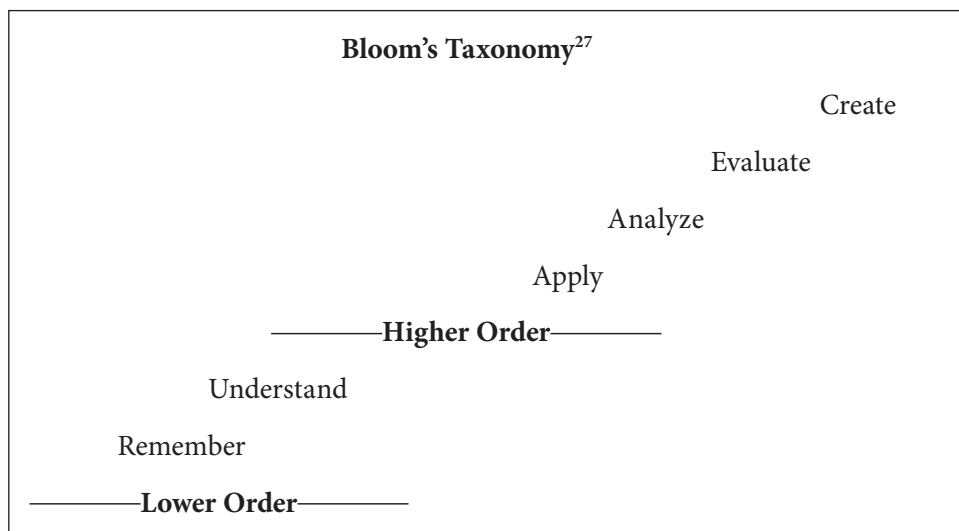 Bloom's Taxonomy27
Create
Evaluate
Analyze
Apply
————Higher Order————
Understand
Remember
————Lower Order————